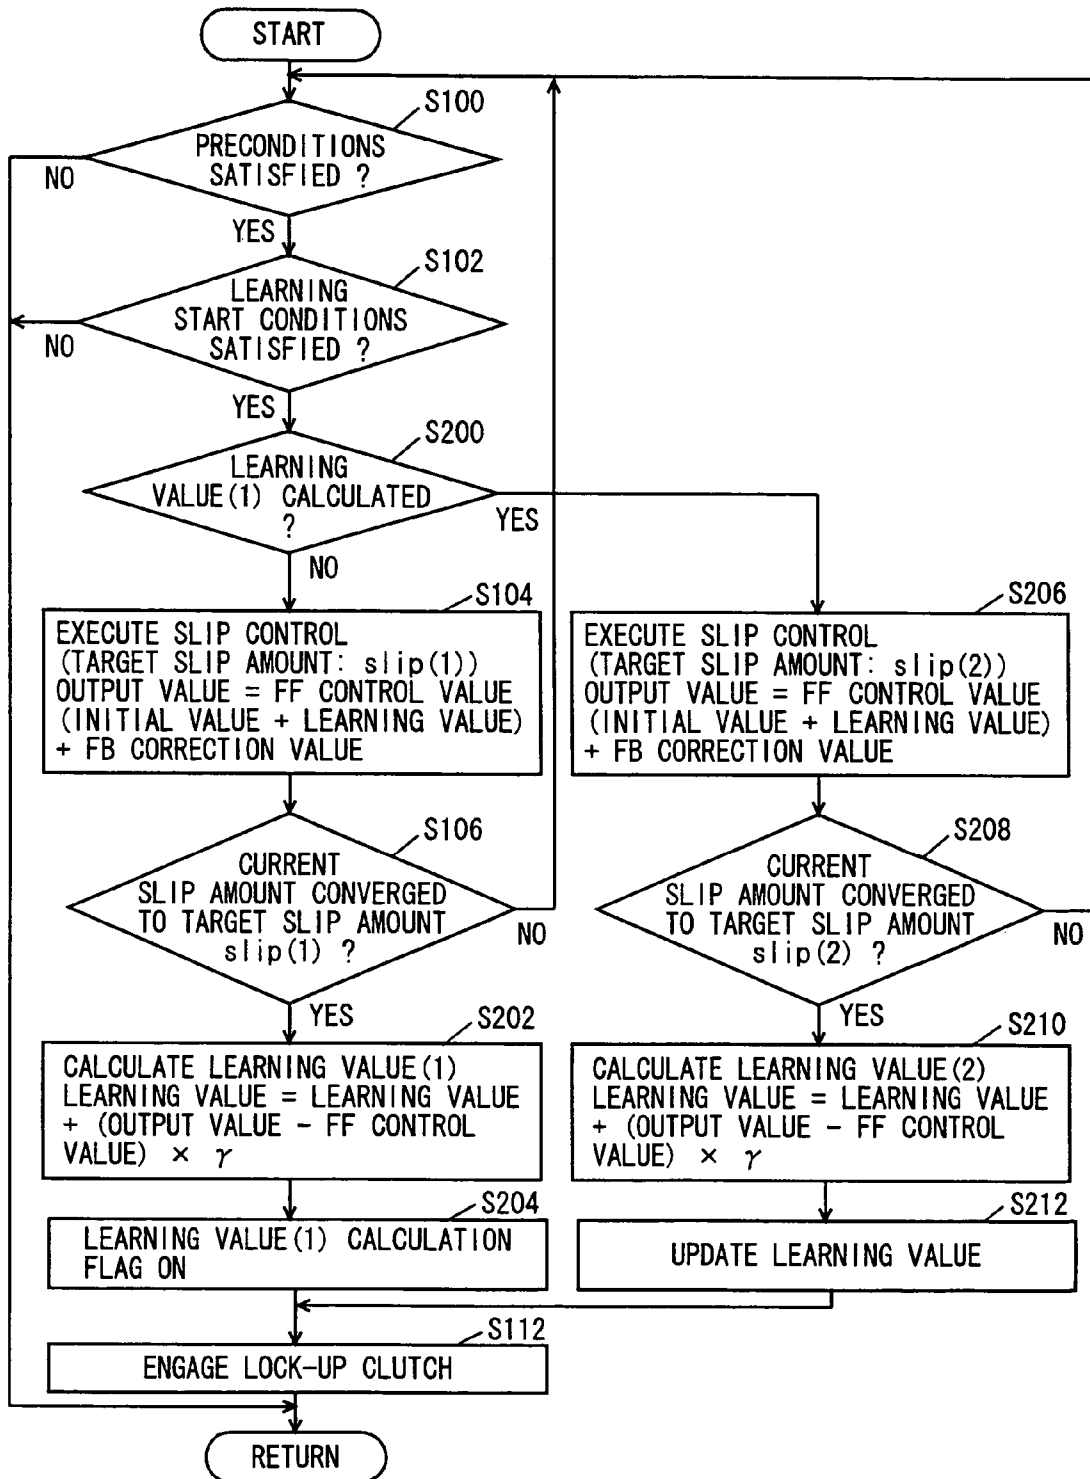 START
S100
PRECONDITIONS
SATISFIED ?
NO
YES
S102
LEARNING
START CONDITIONS
SATISFIED ?
NO
YES
S200
LEARNING
VALUE(1) CALCULATED
?
YES
NO
S104
EXECUTE SLIP CONTROL
(TARGET SLIP AMOUNT: slip(1))
OUTPUT VALUE = FF CONTROL VALUE
(INITIAL VALUE + LEARNING VALUE)
+ FB CORRECTION VALUE
S106
CURRENT
SLIP AMOUNT CONVERGED
TO TARGET SLIP AMOUNT
slip(1) ?
NO
YES
S202
CALCULATE LEARNING VALUE(1)
LEARNING VALUE = LEARNING VALUE
+ (OUTPUT VALUE - FF CONTROL
VALUE) × γ
S204
LEARNING VALUE(1) CALCULATION
FLAG ON
S206
EXECUTE SLIP CONTROL
(TARGET SLIP AMOUNT: slip(2))
OUTPUT VALUE = FF CONTROL VALUE
(INITIAL VALUE + LEARNING VALUE)
+ FB CORRECTION VALUE
S208
CURRENT
SLIP AMOUNT CONVERGED
TO TARGET SLIP AMOUNT
slip(2) ?
NO
YES
S210
CALCULATE LEARNING VALUE(2)
LEARNING VALUE = LEARNING VALUE
+ (OUTPUT VALUE - FF CONTROL
VALUE) × γ
S212
UPDATE LEARNING VALUE
S112
ENGAGE LOCK-UP CLUTCH
RETURN